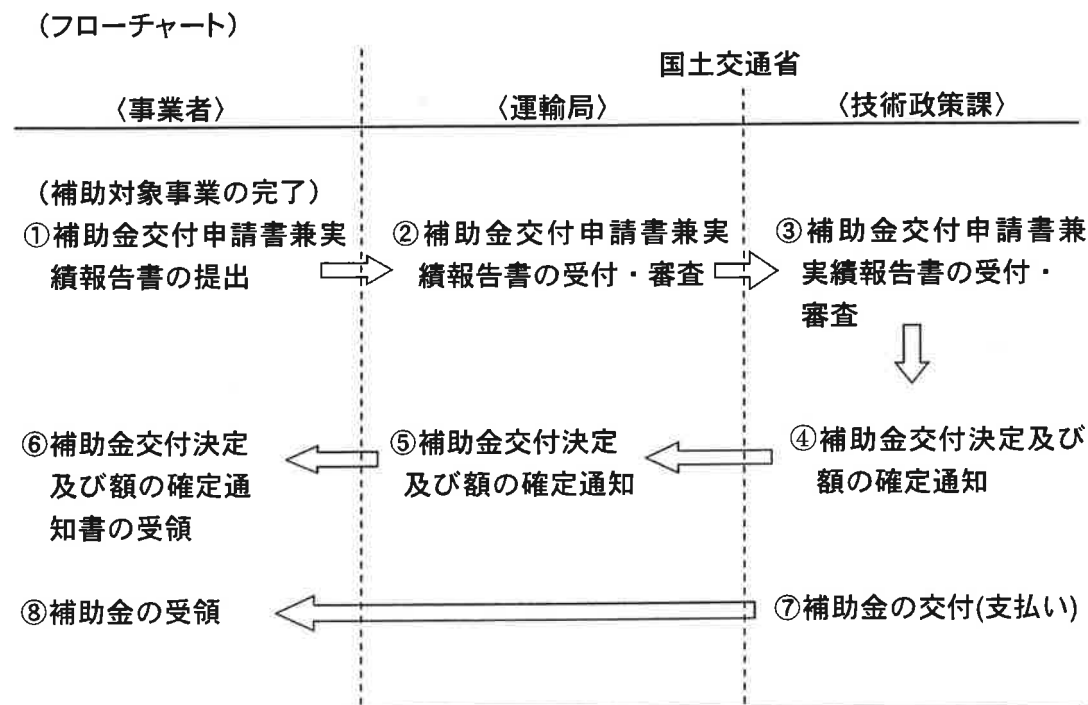 (フローチャート)
国土交通省
〈事業者〉
〈運輸局〉
〈技術政策課〉
(補助対象事業の完了)
①補助金交付申請書兼実
績報告書の提出
②補助金交付申請書兼実
績報告書の受付・審査
③補助金交付申請書兼
実績報告書の受付・
審査
④補助金交付決定及び
額の確定通知
⑤補助金交付決定
及び額の確定通知
⑥補助金交付決定
及び額の確定通
知書の受領
⑦補助金の交付(支払い)
⑧補助金の受領